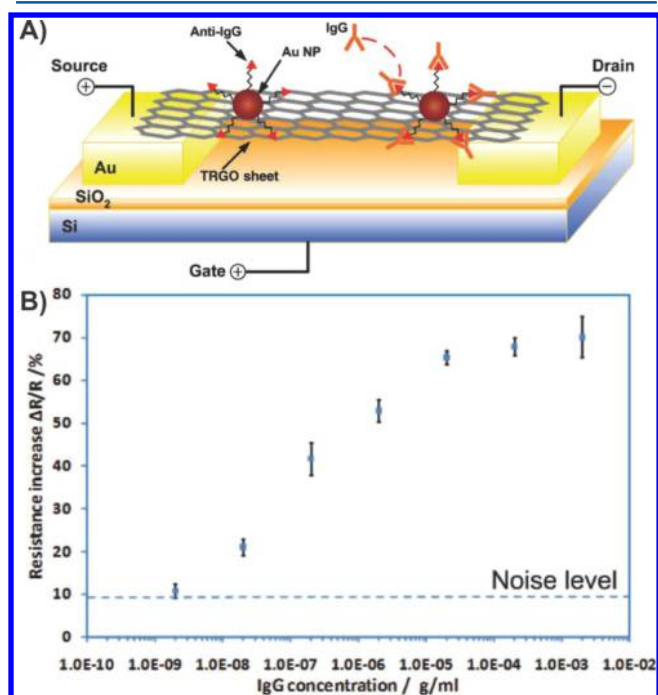 A)
Anti-IgG
IgG
Au NP
Source
Drain
Au
TRGO sheet
SiO₂
Si
Gate
B)
80
70
60
50
40
30
20
10
0
Resistance increase ΔR/R /%
Noise level
1.0E-10 1.0E-09 1.0E-08 1.0E-07 1.0E-06 1.0E-05 1.0E-04 1.0E-03 1.0E-02
IgG concentration / g/ml